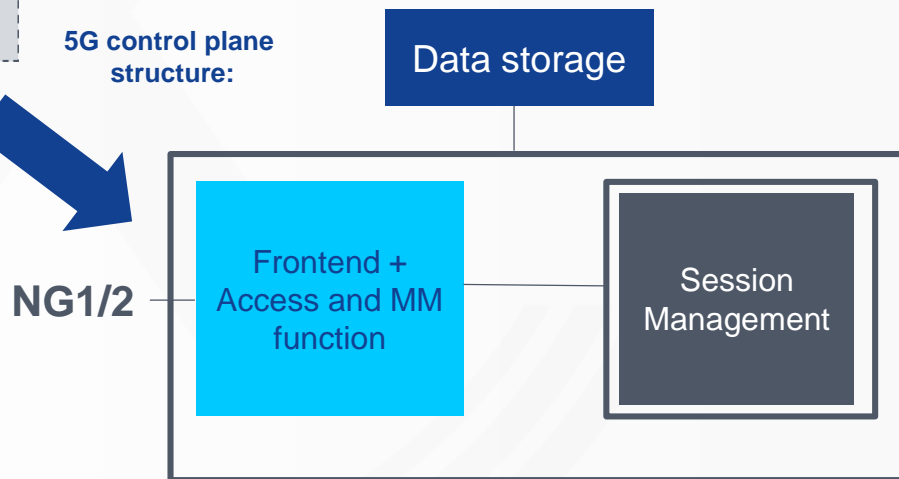 5G control plane
structure:
Data storage
NG1/2
Frontend +
Access and MM
function
Session
Management